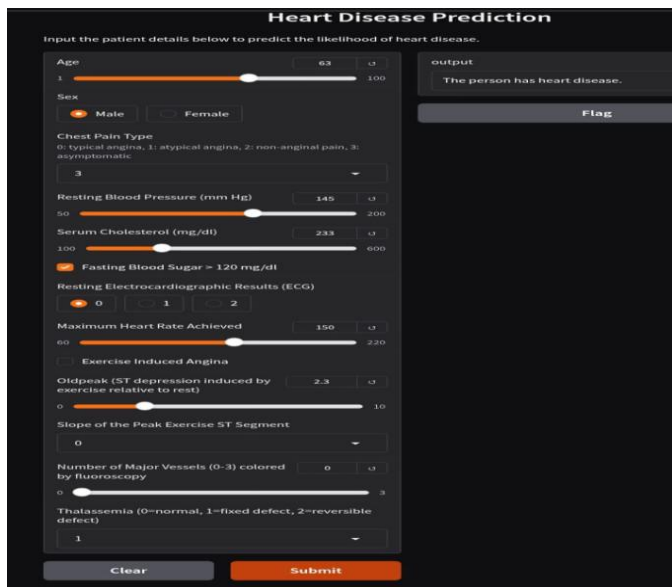 Heart Disease Prediction
Input the patient details below to predict the likelihood of heart disease.
Age
63
1
100
Sex
Male
Female
Chest Pain Type
0: typical angina, 1: atypical angina, 2: non-anginal pain, 3:
asymptomatic
3
Resting Blood Pressure (mm Hg)
145
50
200
Serum Cholesterol (mg/dl)
233
100
600
Fasting Blood Sugar > 120 mg/dl
Resting Electrocardiographic Results (ECG)
0
1
2
Maximum Heart Rate Achieved
150
60
220
Exercise Induced Angina
Oldpeak (ST depression induced by
exercise relative to rest)
2.3
0
10
Slope of the Peak Exercise ST Segment
0
Number of Major Vessels (0-3) colored
by fluoroscopy
0
0
3
Thalassemia (0=normal, 1=fixed defect, 2=reversible
defect)
1
Clear
Submit
output
The person has heart disease.
Flag